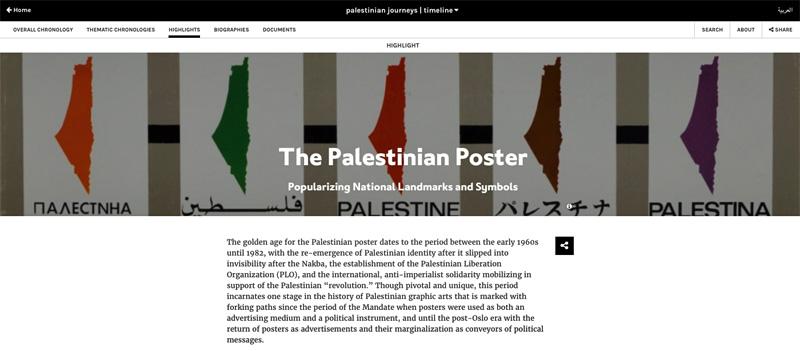 Home
palestinian journeys | timeline
العربية
OVERALL CHRONOLOGY THEMATIC CHRONOLOGIES HIGHLIGHTS BIOGRAPHIES DOCUMENTS SEARCH ABOUT SHARE
HIGHLIGHT
The Palestinian Poster
Popularizing National Landmarks and Symbols
ПАЛЕСТНА فلسطين PALESTINE パレスチナ PALESTINA
The golden age for the Palestinian poster dates to the period between the early 1960s
until 1982, with the re-emergence of Palestinian identity after it slipped into
invisibility after the Nakba, the establishment of the Palestinian Liberation
Organization (PLO), and the international, anti-imperialist solidarity mobilizing in
support of the Palestinian “revolution.” Though pivotal and unique, this period
incarnates one stage in the history of Palestinian graphic arts that is marked with
forking paths since the period of the Mandate when posters were used as both an
advertising medium and a political instrument, and until the post-Oslo era with the
return of posters as advertisements and their marginalization as conveyors of political
messages.